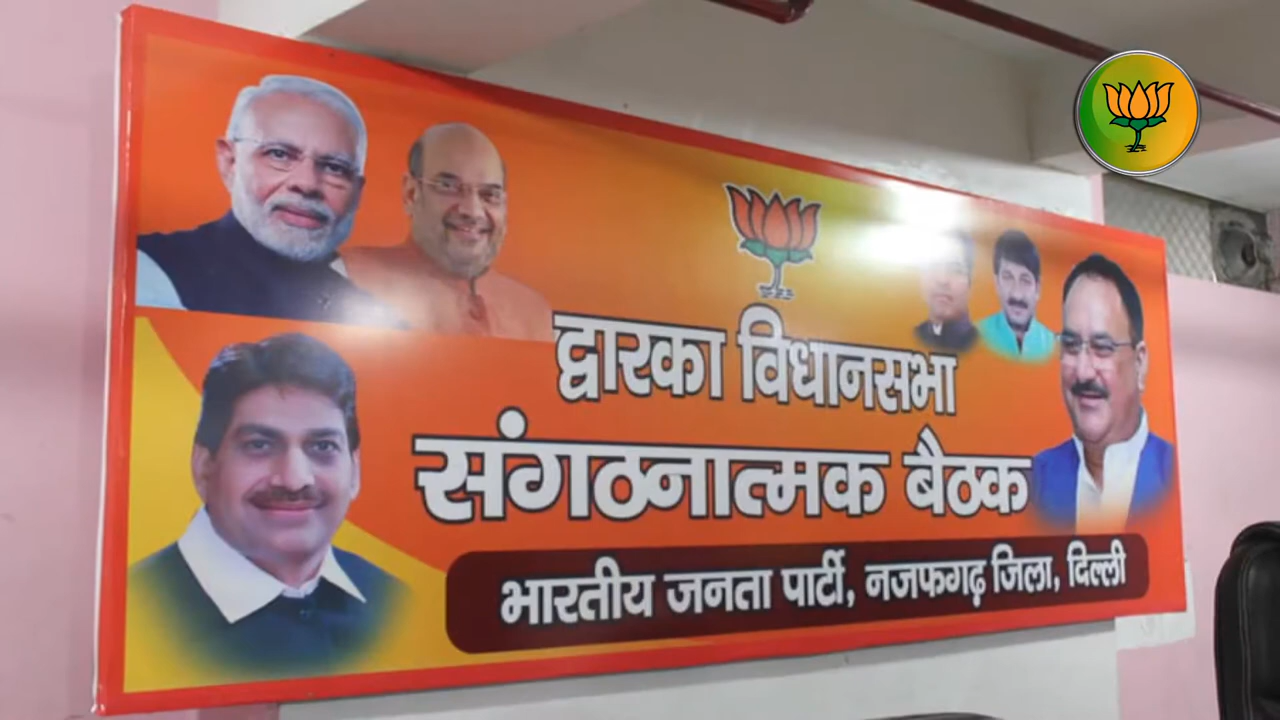 द्वारका विधानसभा
संगठनात्मक बैठक
भारतीय जनता पार्टी, नजफगढ़ जिला, दिल्ली